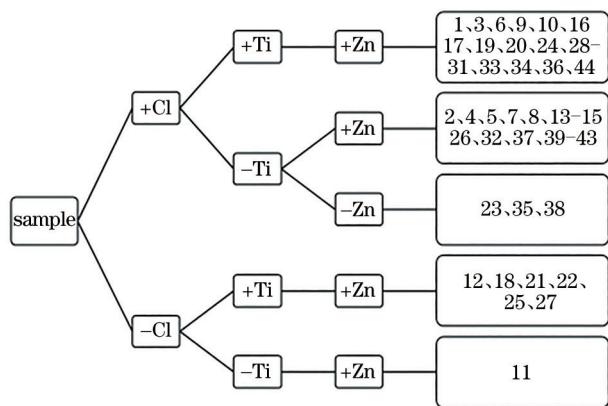 sample
+Cl
−Cl
+Ti
−Ti
+Ti
−Ti
+Zn
+Zn
−Zn
+Zn
+Zn
1、3、6、9、10、16
17、19、20、24、28−
31、33、34、36、44
2、4、5、7、8、13−15
26、32、37、39−43
23、35、38
12、18、21、22、
25、27
11